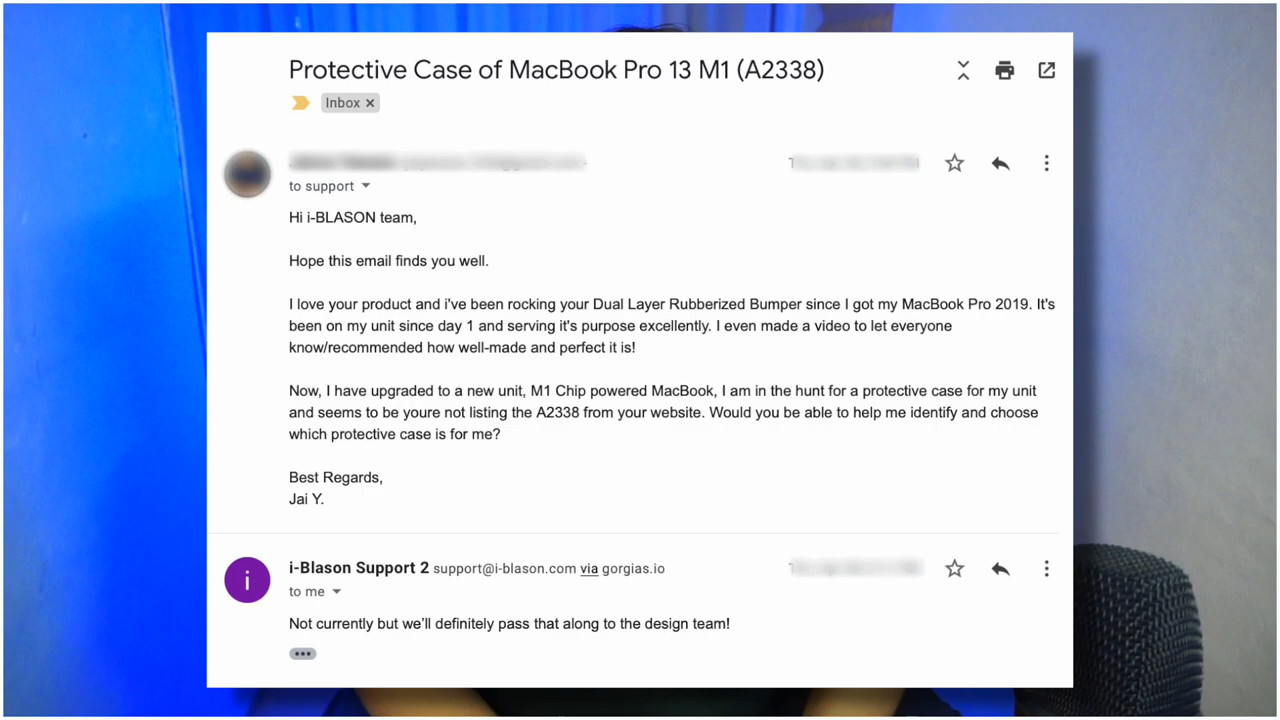 Protective Case of MacBook Pro 13 M1 (A2338)
Inbox ×
to support
Hi i-BLASON team,
Hope this email finds you well.
I love your product and i've been rocking your Dual Layer Rubberized Bumper since I got my MacBook Pro 2019. It's
been on my unit since day 1 and serving it's purpose excellently. I even made a video to let everyone
know/recommended how well-made and perfect it is!
Now, I have upgraded to a new unit, M1 Chip powered MacBook, I am in the hunt for a protective case for my unit
and seems to be youre not listing the A2338 from your website. Would you be able to help me identify and choose
which protective case is for me?
Best Regards,
Jai Y.
i
i-Blason Support 2 support@i-blason.com via gorgias.io
to me
Not currently but we'll definitely pass that along to the design team!